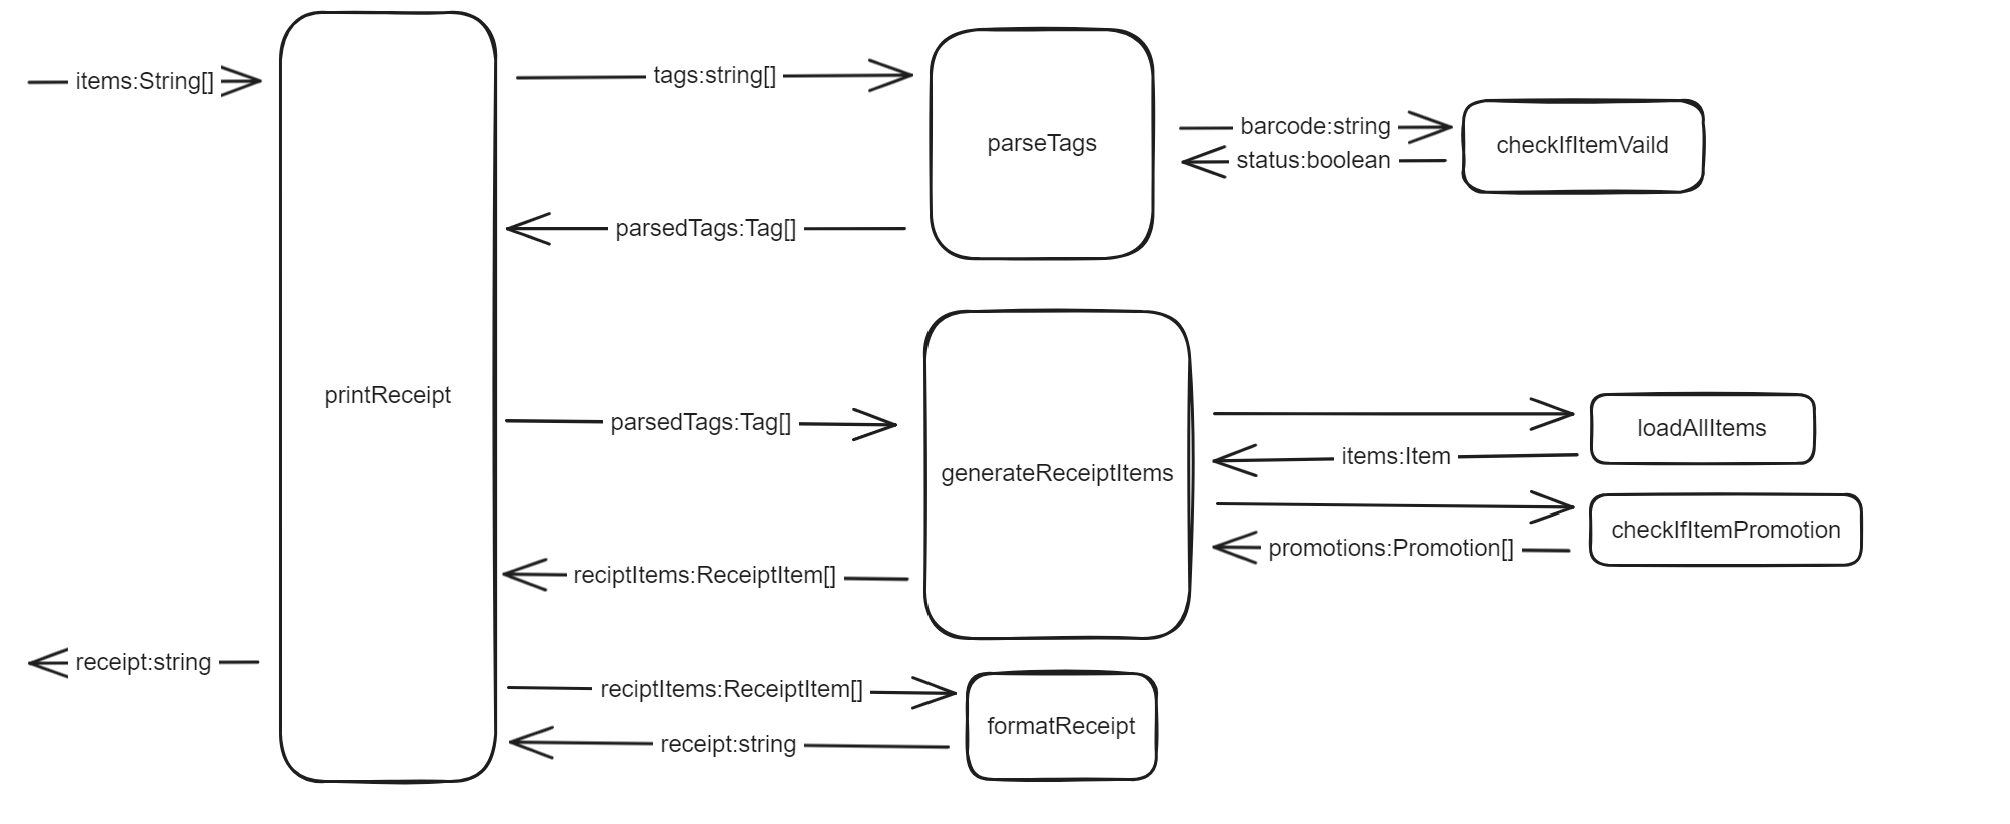 items:String[]
tags:string[]
parseTags
barcode:string
status:boolean
checkIfItemVaild
parsedTags:Tag[]
printReceipt
parsedTags:Tag[]
generateReceiptItems
loadAllItems
items:Item
checkIfItemPromotion
promotions:Promotion[]
reciptItems:ReceiptItem[]
receipt:string
reciptItems:ReceiptItem[]
formatReceipt
receipt:string